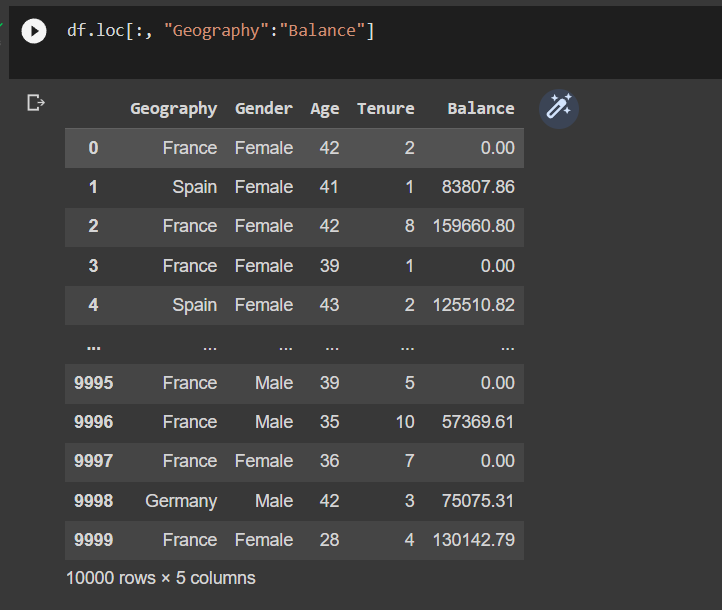 df.loc[:, "Geography":"Balance"]
Geography Gender Age Tenure Balance
0 France Female 42 2 0.00
1 Spain Female 41 1 83807.86
2 France Female 42 8 159660.80
3 France Female 39 1 0.00
4 Spain Female 43 2 125510.82
... ... ... ... ... ...
9995 France Male 39 5 0.00
9996 France Male 35 10 57369.61
9997 France Female 36 7 0.00
9998 Germany Male 42 3 75075.31
9999 France Female 28 4 130142.79
10000 rows × 5 columns